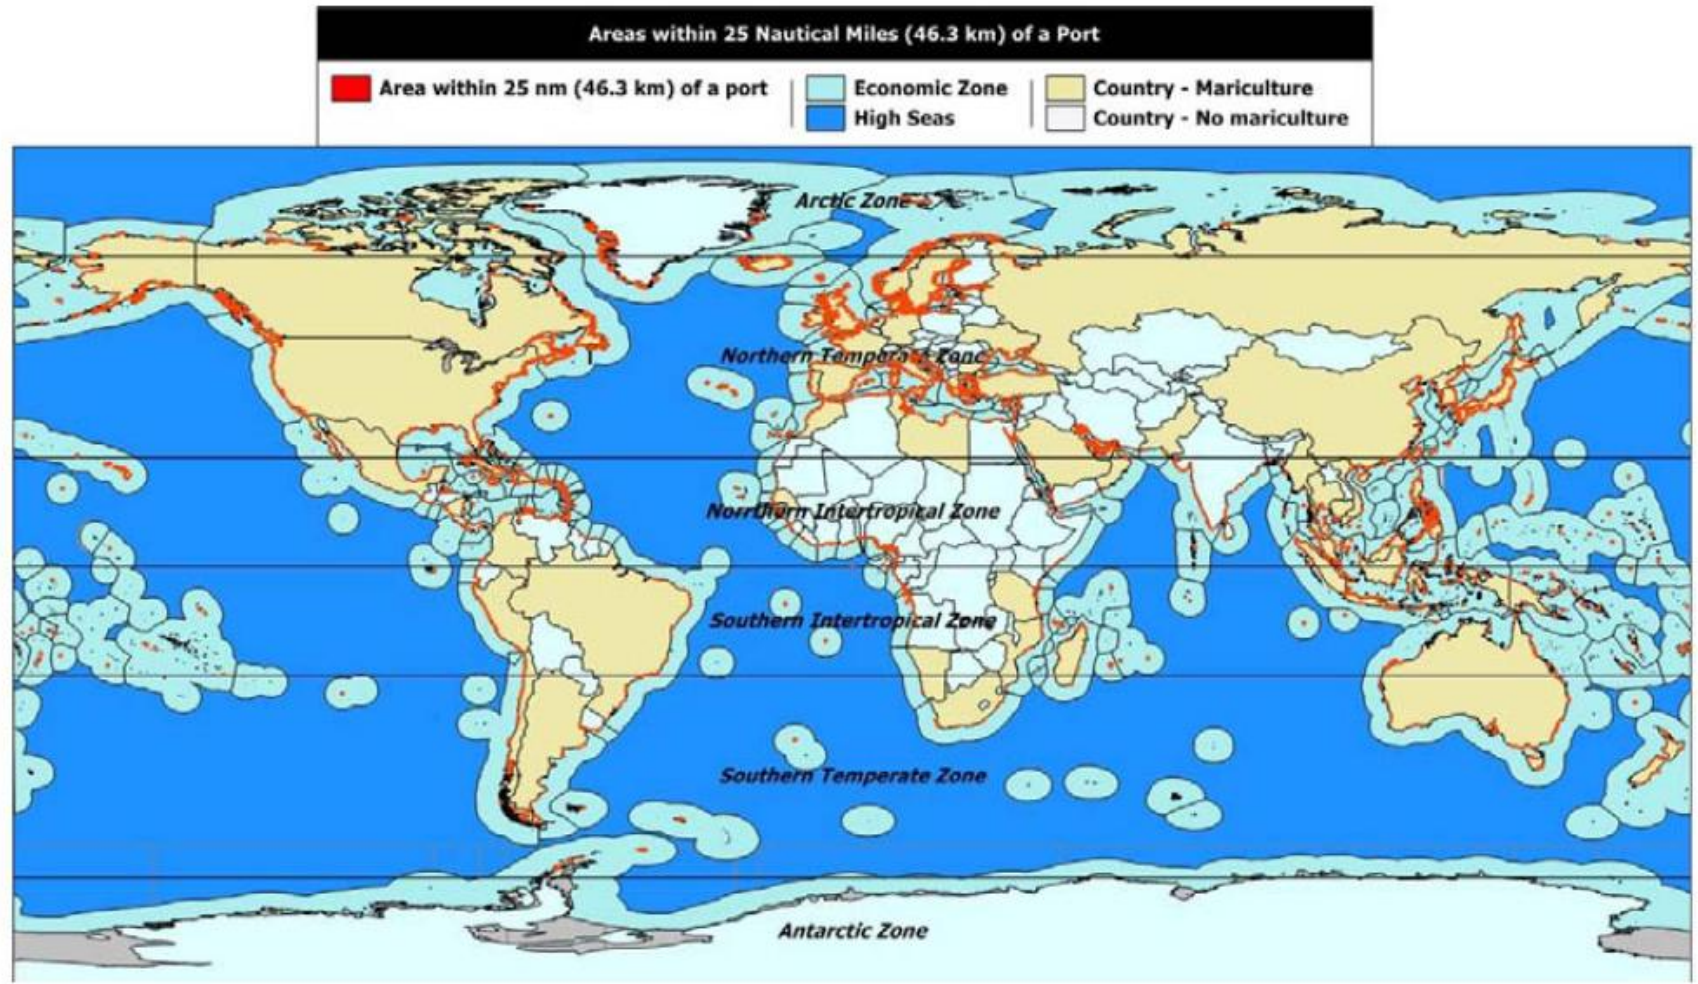 Areas within 25 Nautical Miles (46.3 km) of a Port
Area within 25 nm (46.3 km) of a port
Economic Zone
Country - Mariculture
High Seas
Country - No mariculture
Arctic Zone
Northern Temperate Zone
Norrthern Intertropical Zone
Southern Intertropical Zone
Southern Temperate Zone
Antarctic Zone